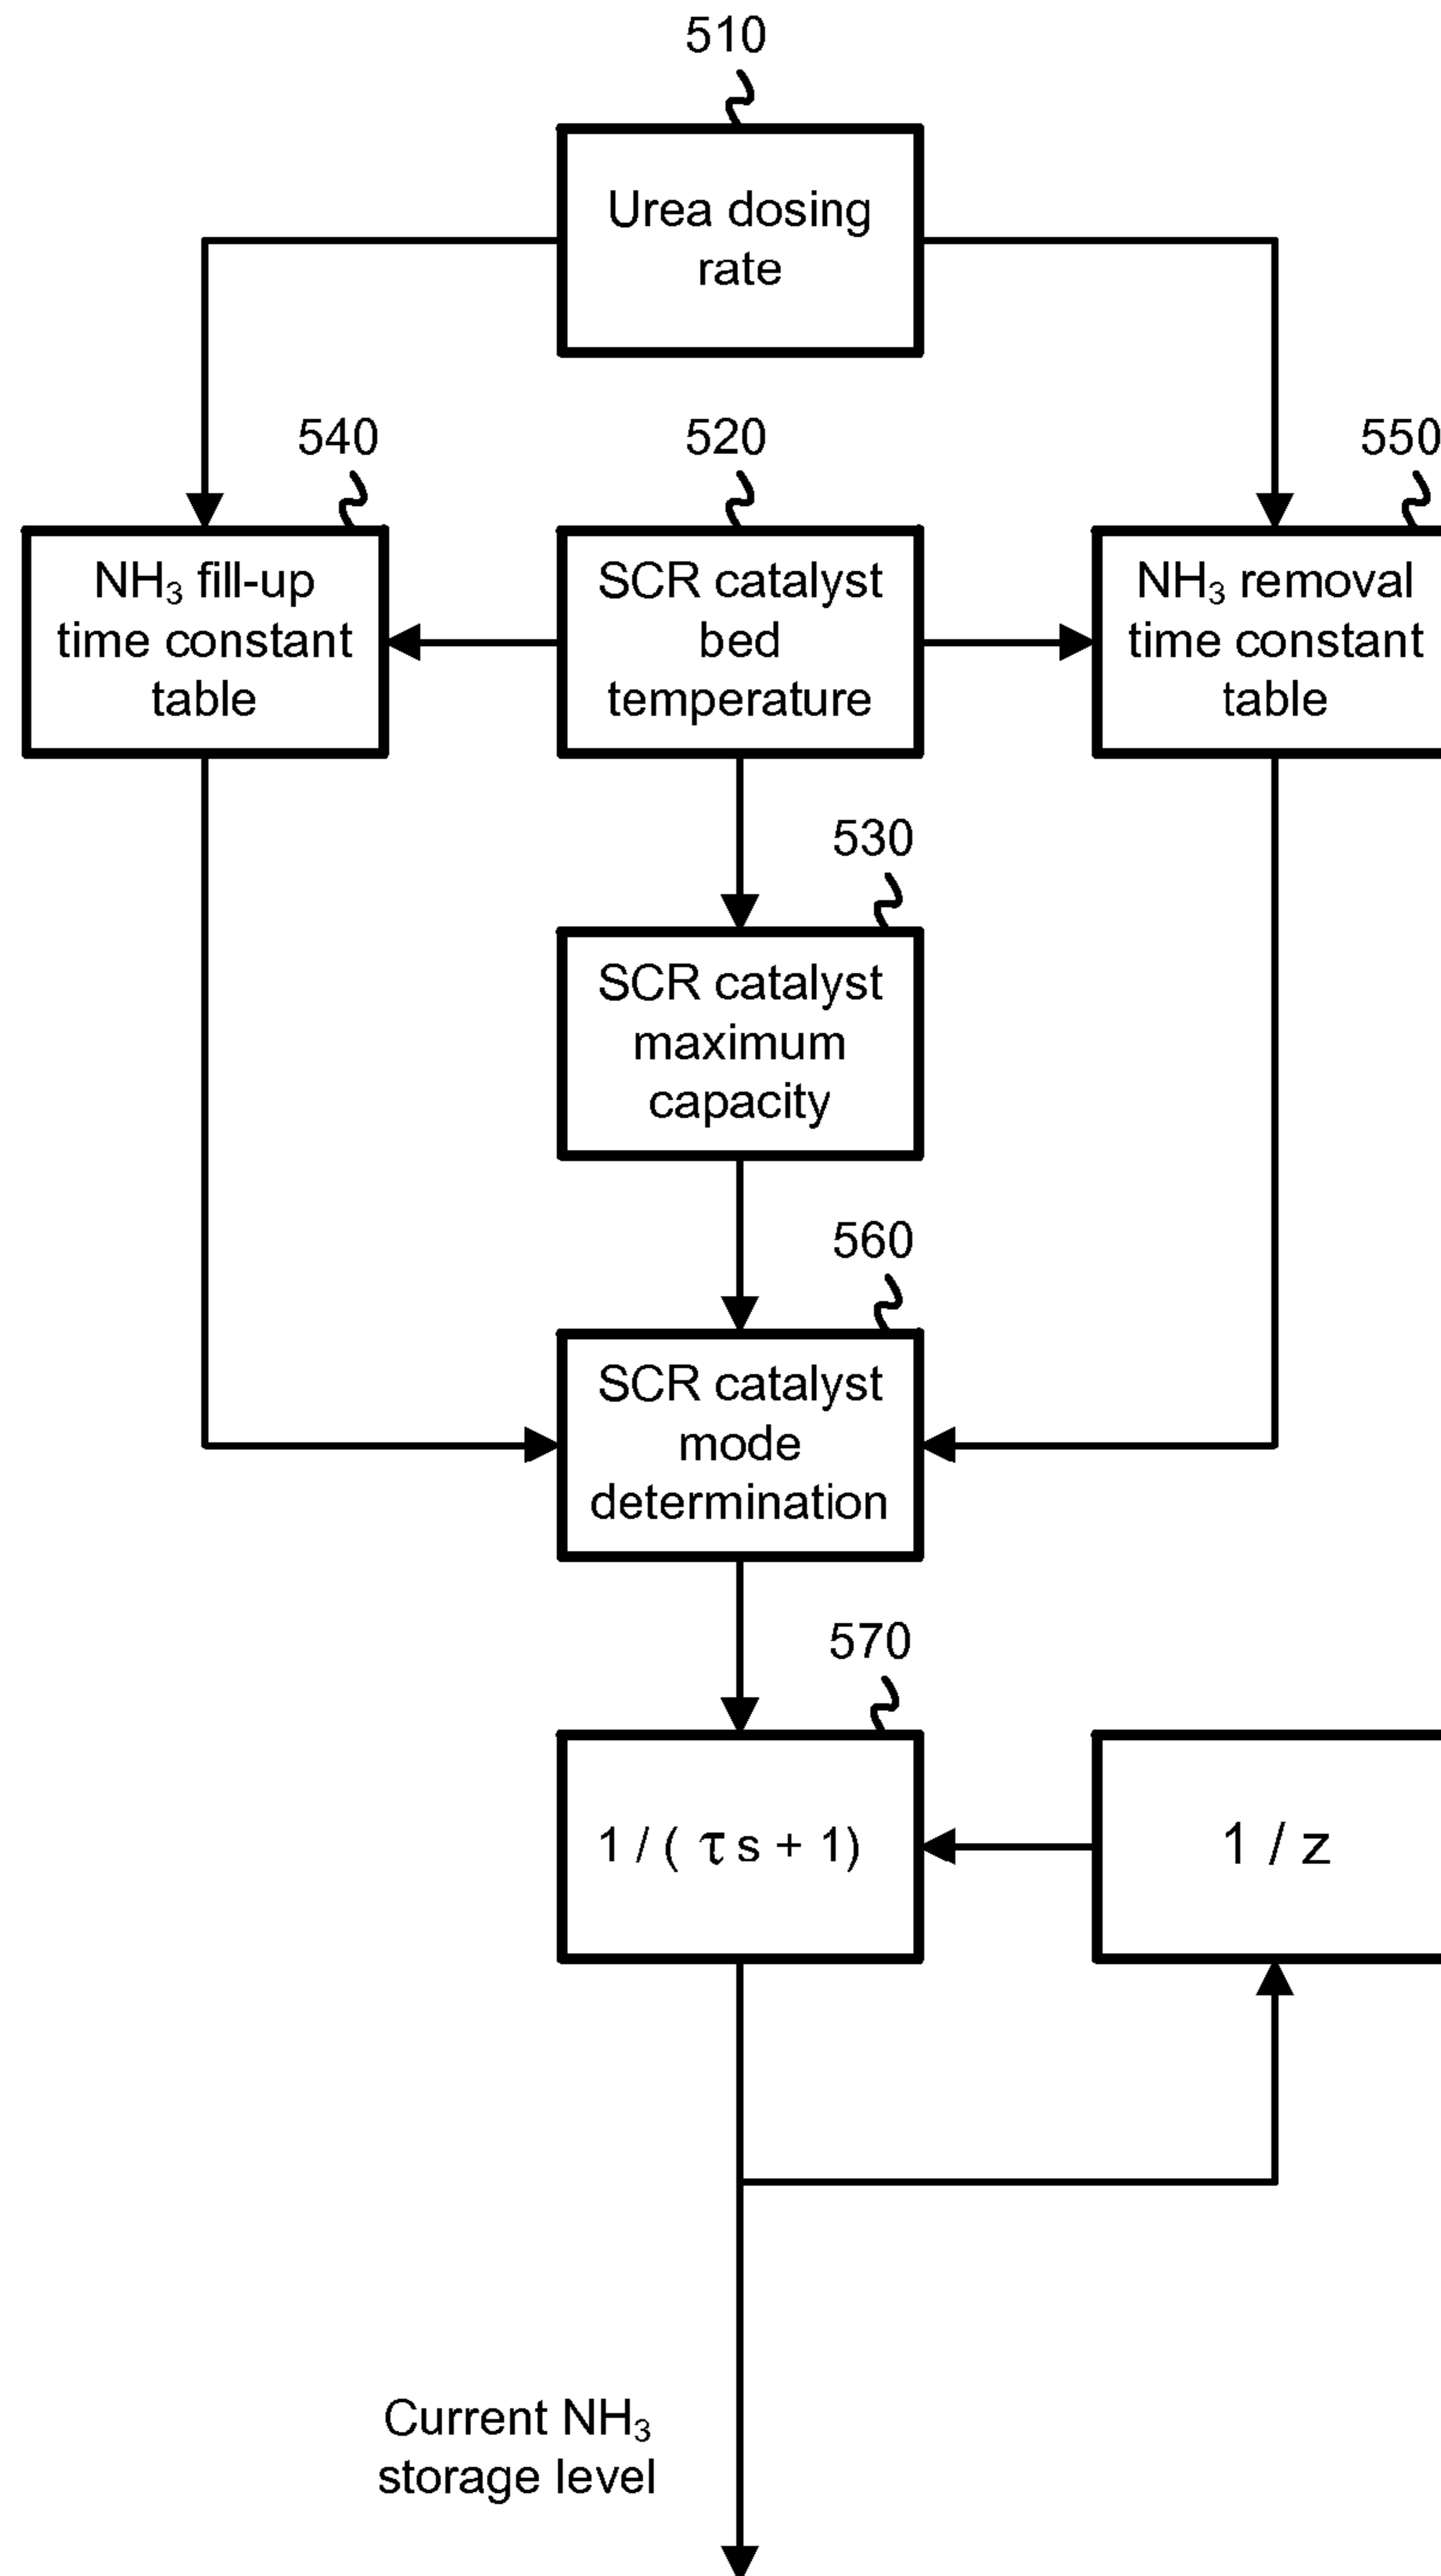 510
Urea dosing
rate
540
520
550
NH₃ fill-up
time constant
table
SCR catalyst
bed
temperature
NH₃ removal
time constant
table
530
SCR catalyst
maximum
capacity
560
SCR catalyst
mode
determination
570
1 / ( τ s + 1)
1 / z
Current NH₃
storage level